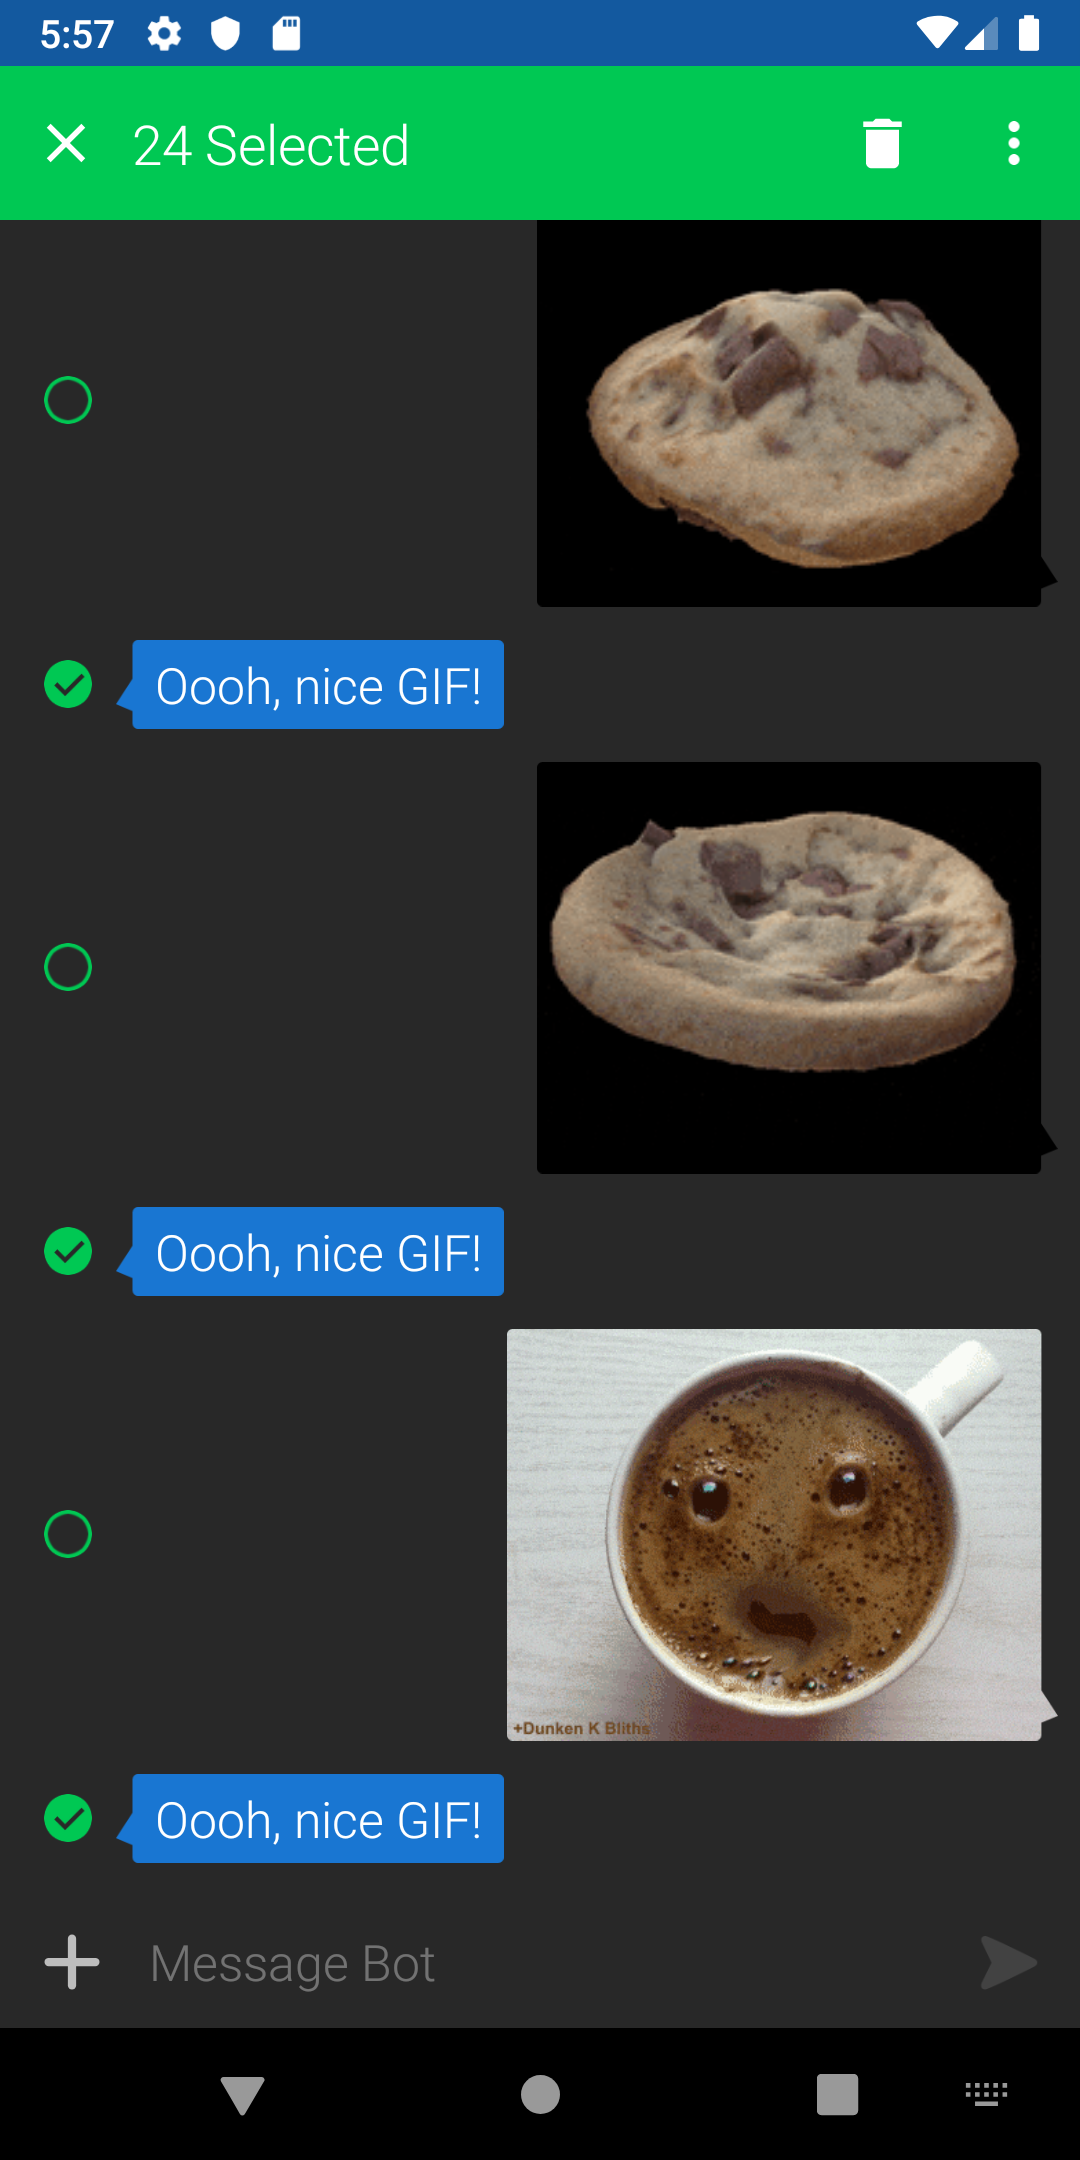 5:57
24 Selected
Oooh, nice GIF!
Oooh, nice GIF!
+Dunken K Bliths
Oooh, nice GIF!
Message Bot